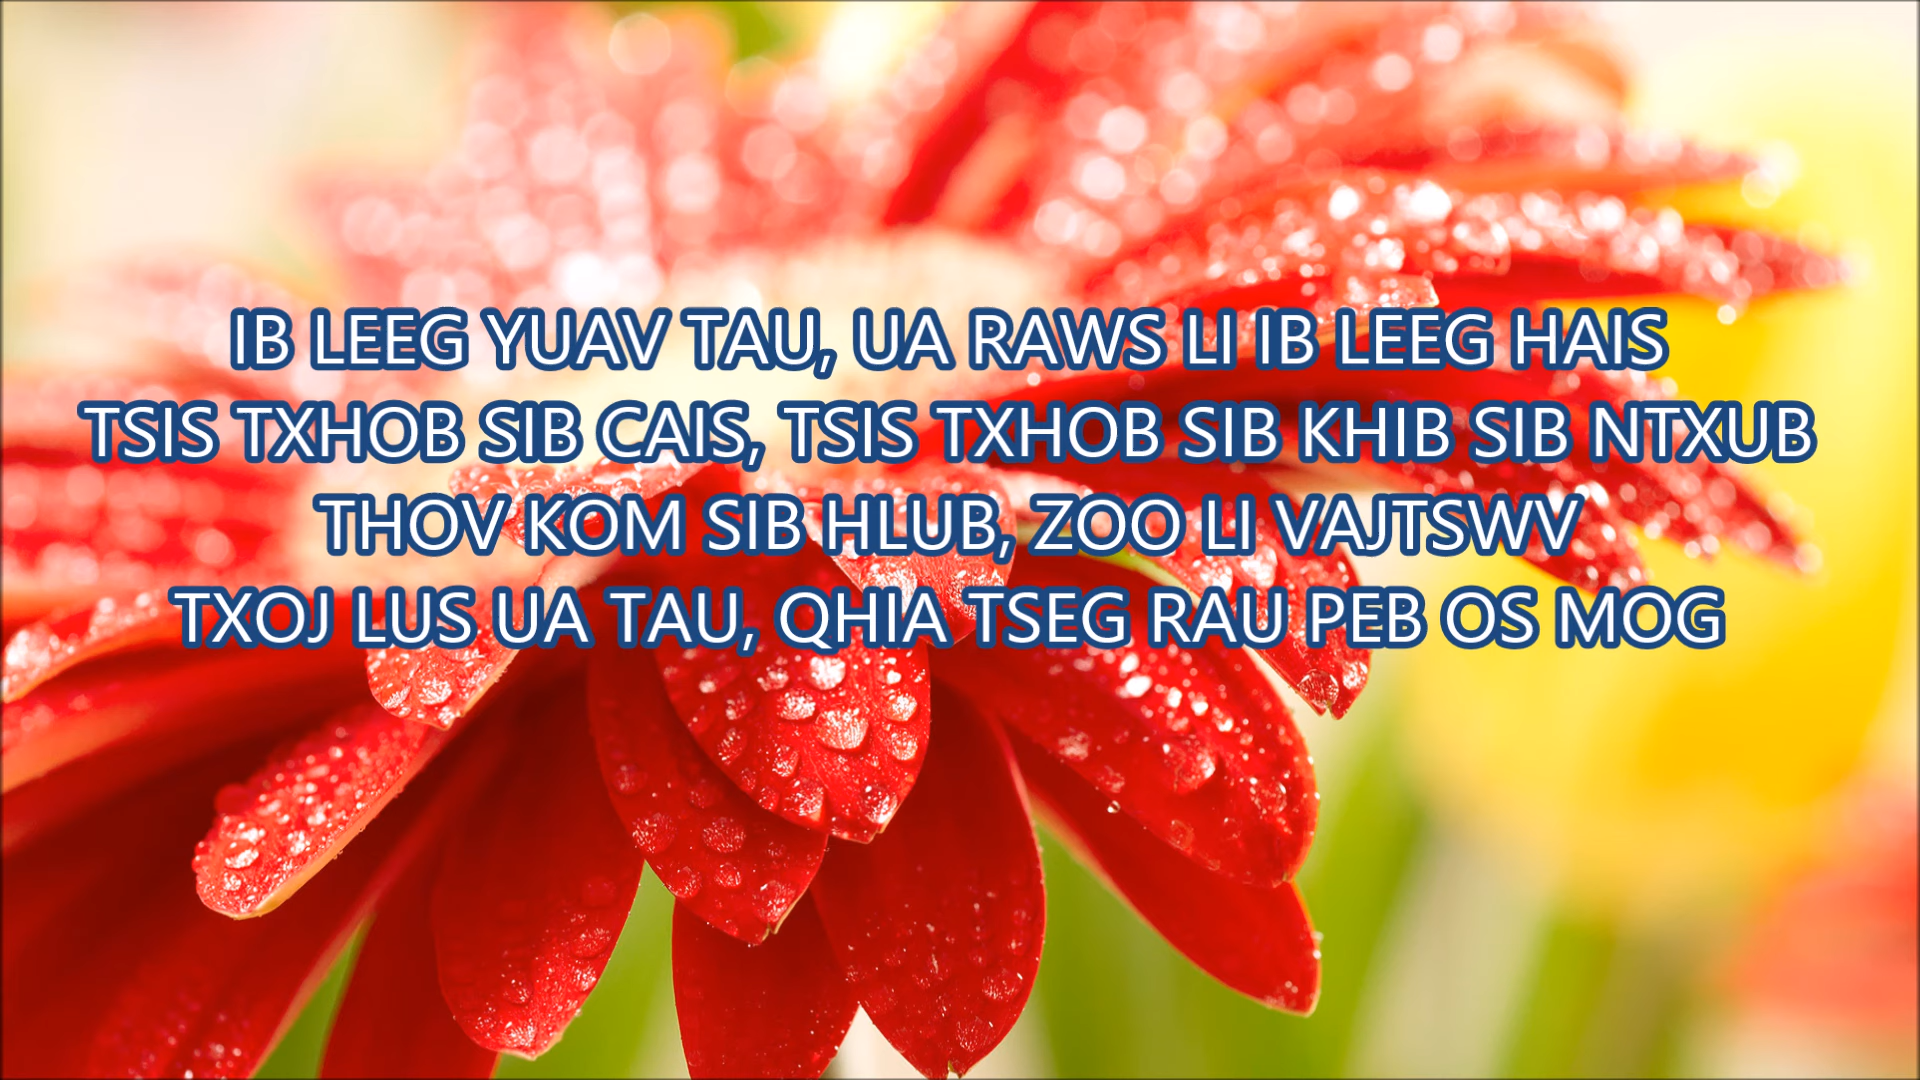 IB LEEG YUAV TAU, UA RAWS LI IB LEEG HAIS
TSIS TXHOB SIB CAIS, TSIS TXHOB SIB KHIB SIB NTXUB
THOV KOM SIB HLUB, ZOO LI VAJTSWV
TXOJ LUS UA TAU, QHIA TSEG RAU PEB OS MOG